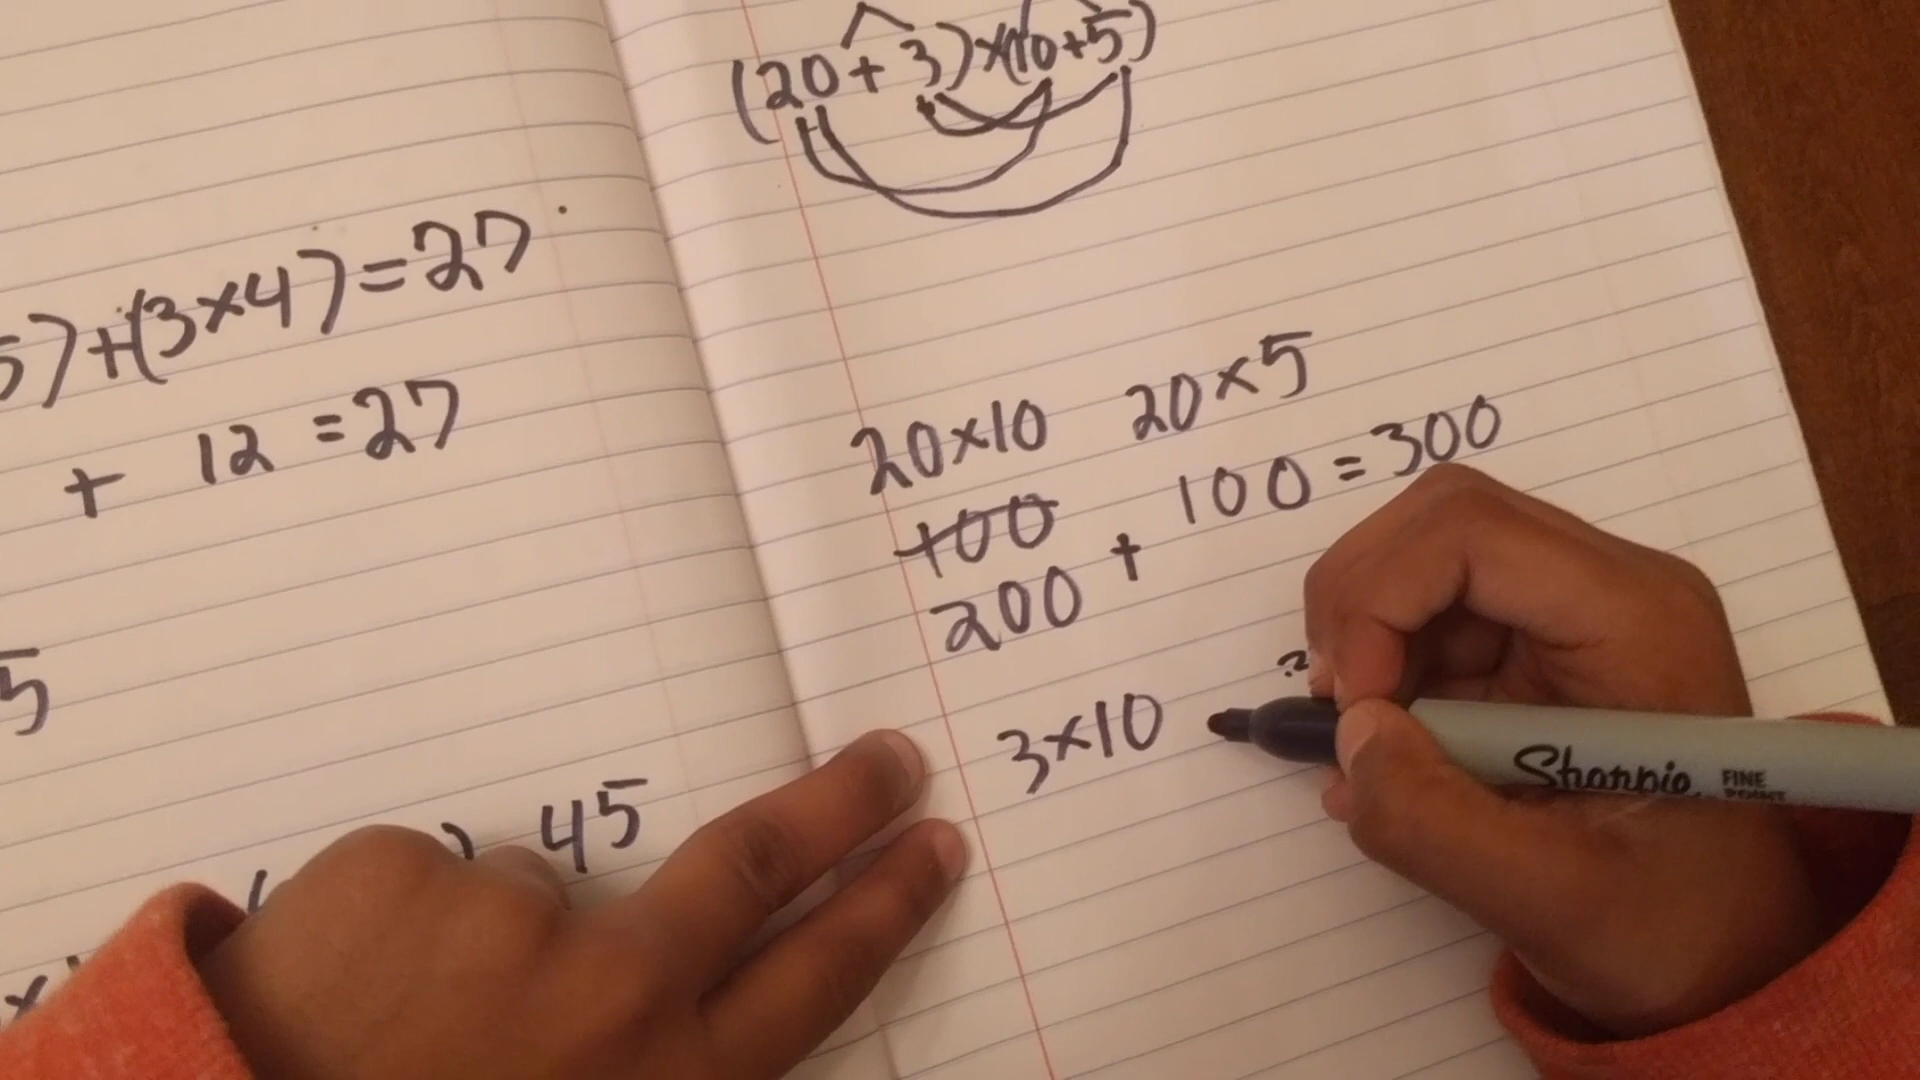 5)+(3×4)=27
+ 12 =27
5
45
(20+3)×(10+5)
20×10 20×5
100
200 + 100 = 300
3×10
Sharpie FINE POINT